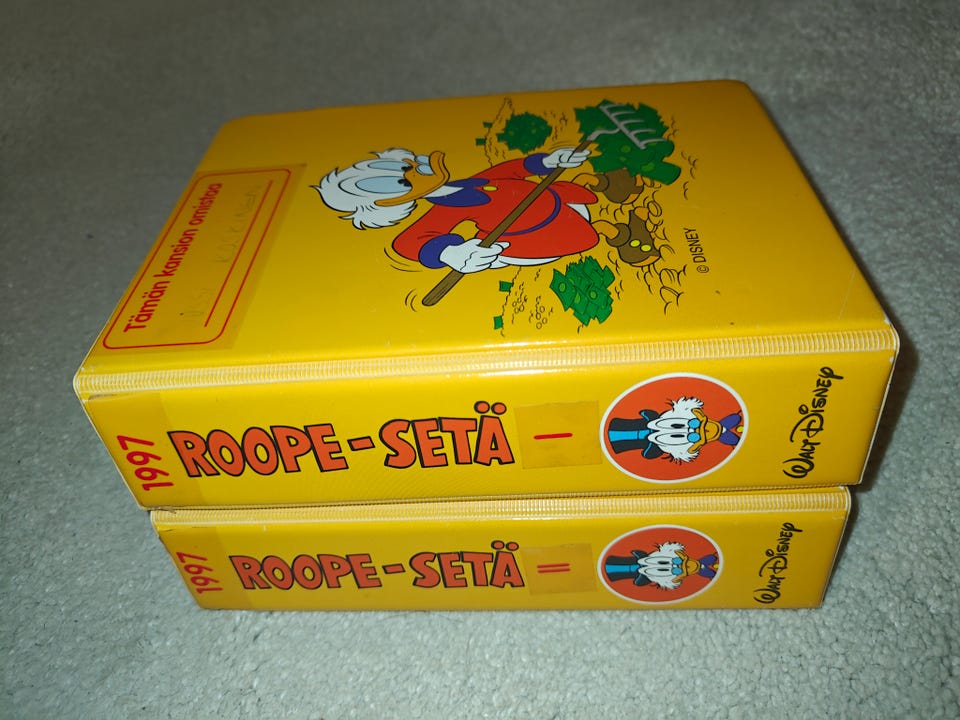 Tämän kansion omistaa
© DISNEY
1997
ROOPE-SETÄ
I
WALT DISNEY
1997
ROOPE-SETÄ
II
WALT DISNEY